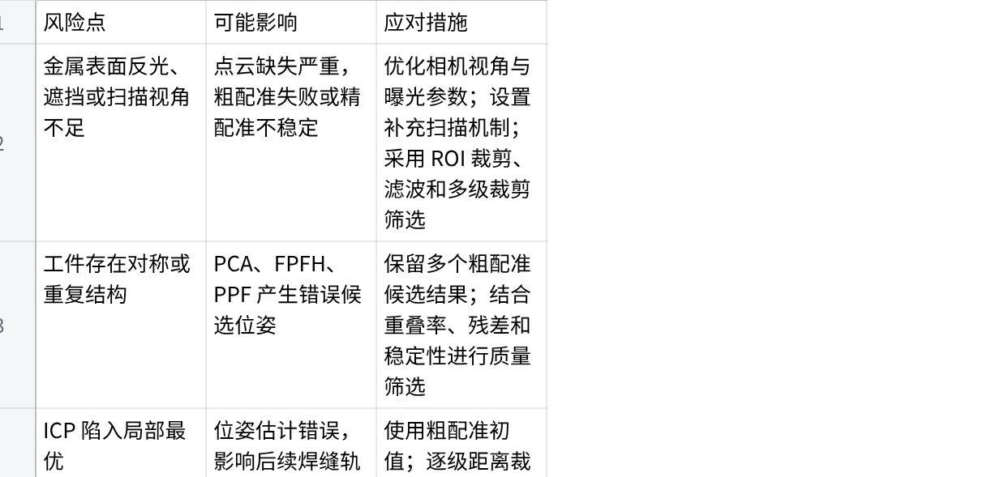 1
风险点
可能影响
应对措施
2
金属表面反光、
遮挡或扫描视角
不足
点云缺失严重，
粗配准失败或精
配准不稳定
优化相机视角与
曝光参数；设置
补充扫描机制；
采用 ROI 裁剪、
滤波和多级裁剪
筛选
3
工件存在对称或
重复结构
PCA、FPFH、
PPF 产生错误候
选位姿
保留多个粗配准
候选结果；结合
重叠率、残差和
稳定性进行质量
筛选
ICP 陷入局部最
优
位姿估计错误，
影响后续焊缝轨
使用粗配准初
值；逐级距离裁